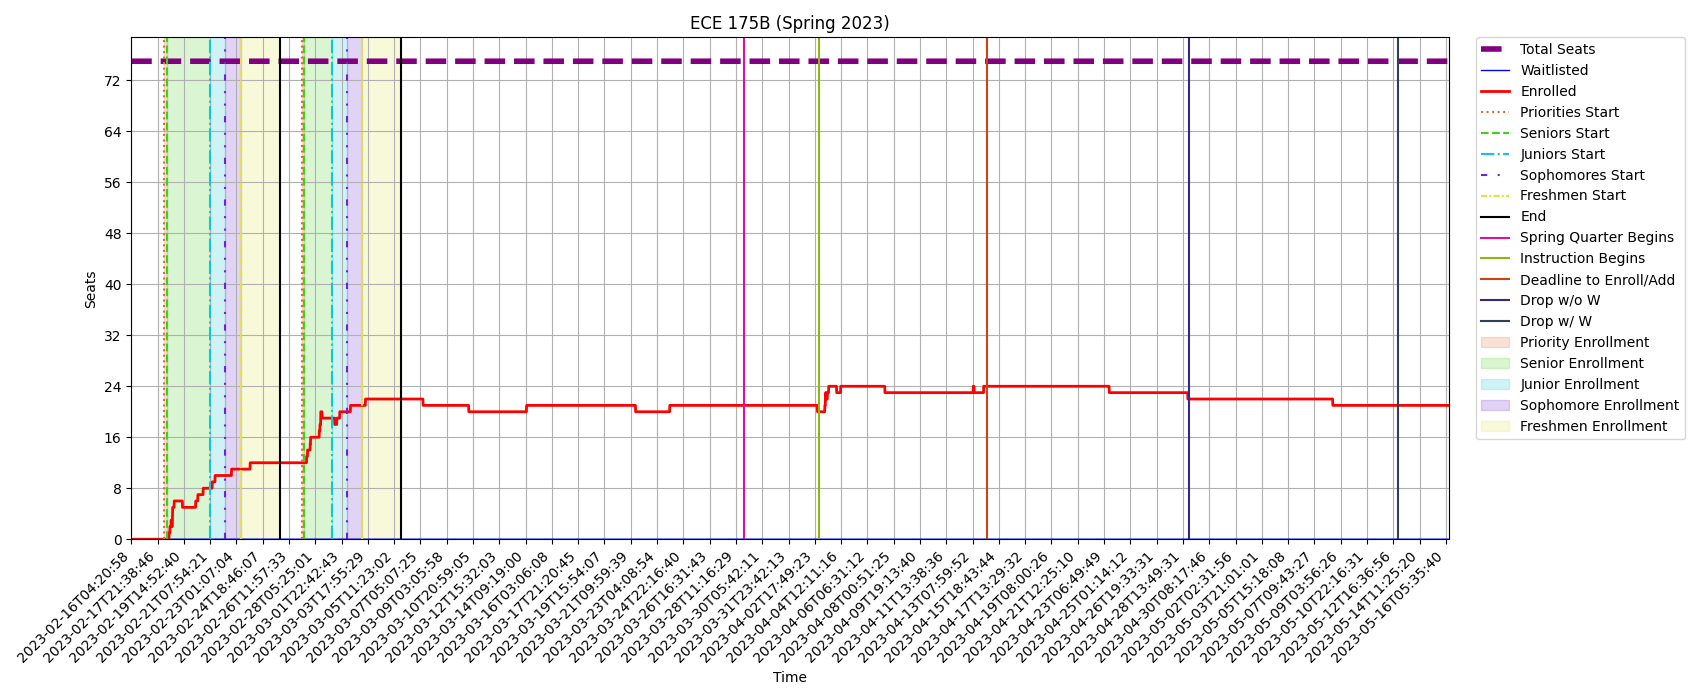 ECE 175B (Spring 2023)
Seats
72
64
56
48
40
32
24
16
8
0
2023-02-16T04:20:58
2023-02-17T21:38:46
2023-02-19T14:52:40
2023-02-21T07:54:21
2023-02-23T01:07:04
2023-02-24T18:46:07
2023-02-26T11:57:33
2023-02-28T05:25:01
2023-03-01T22:42:43
2023-03-03T17:55:29
2023-03-05T11:23:02
2023-03-07T05:07:25
2023-03-09T03:05:58
2023-03-10T20:59:05
2023-03-12T15:32:03
2023-03-14T09:19:00
2023-03-16T03:06:08
2023-03-17T21:20:45
2023-03-19T15:54:07
2023-03-21T09:59:39
2023-03-23T04:08:54
2023-03-24T22:16:40
2023-03-26T16:31:43
2023-03-28T11:16:29
2023-03-30T05:42:11
2023-03-31T23:42:13
2023-04-02T17:49:23
2023-04-04T12:11:16
2023-04-06T06:31:12
2023-04-08T00:51:25
2023-04-09T19:13:40
2023-04-11T13:38:36
2023-04-13T07:59:52
2023-04-15T18:43:44
2023-04-17T13:29:32
2023-04-19T08:00:26
2023-04-21T12:25:10
2023-04-23T06:49:49
2023-04-25T01:14:12
2023-04-26T19:33:31
2023-04-28T13:49:31
2023-04-30T08:17:46
2023-05-02T02:31:56
2023-05-03T21:01:01
2023-05-05T15:18:08
2023-05-07T09:43:27
2023-05-09T03:56:26
2023-05-10T22:16:31
2023-05-12T16:36:56
2023-05-14T11:25:20
2023-05-16T05:35:40
Time
Total Seats
Waitlisted
Enrolled
Priorities Start
Seniors Start
Juniors Start
Sophomores Start
Freshmen Start
End
Spring Quarter Begins
Instruction Begins
Deadline to Enroll/Add
Drop w/o W
Drop w/ W
Priority Enrollment
Senior Enrollment
Junior Enrollment
Sophomore Enrollment
Freshmen Enrollment